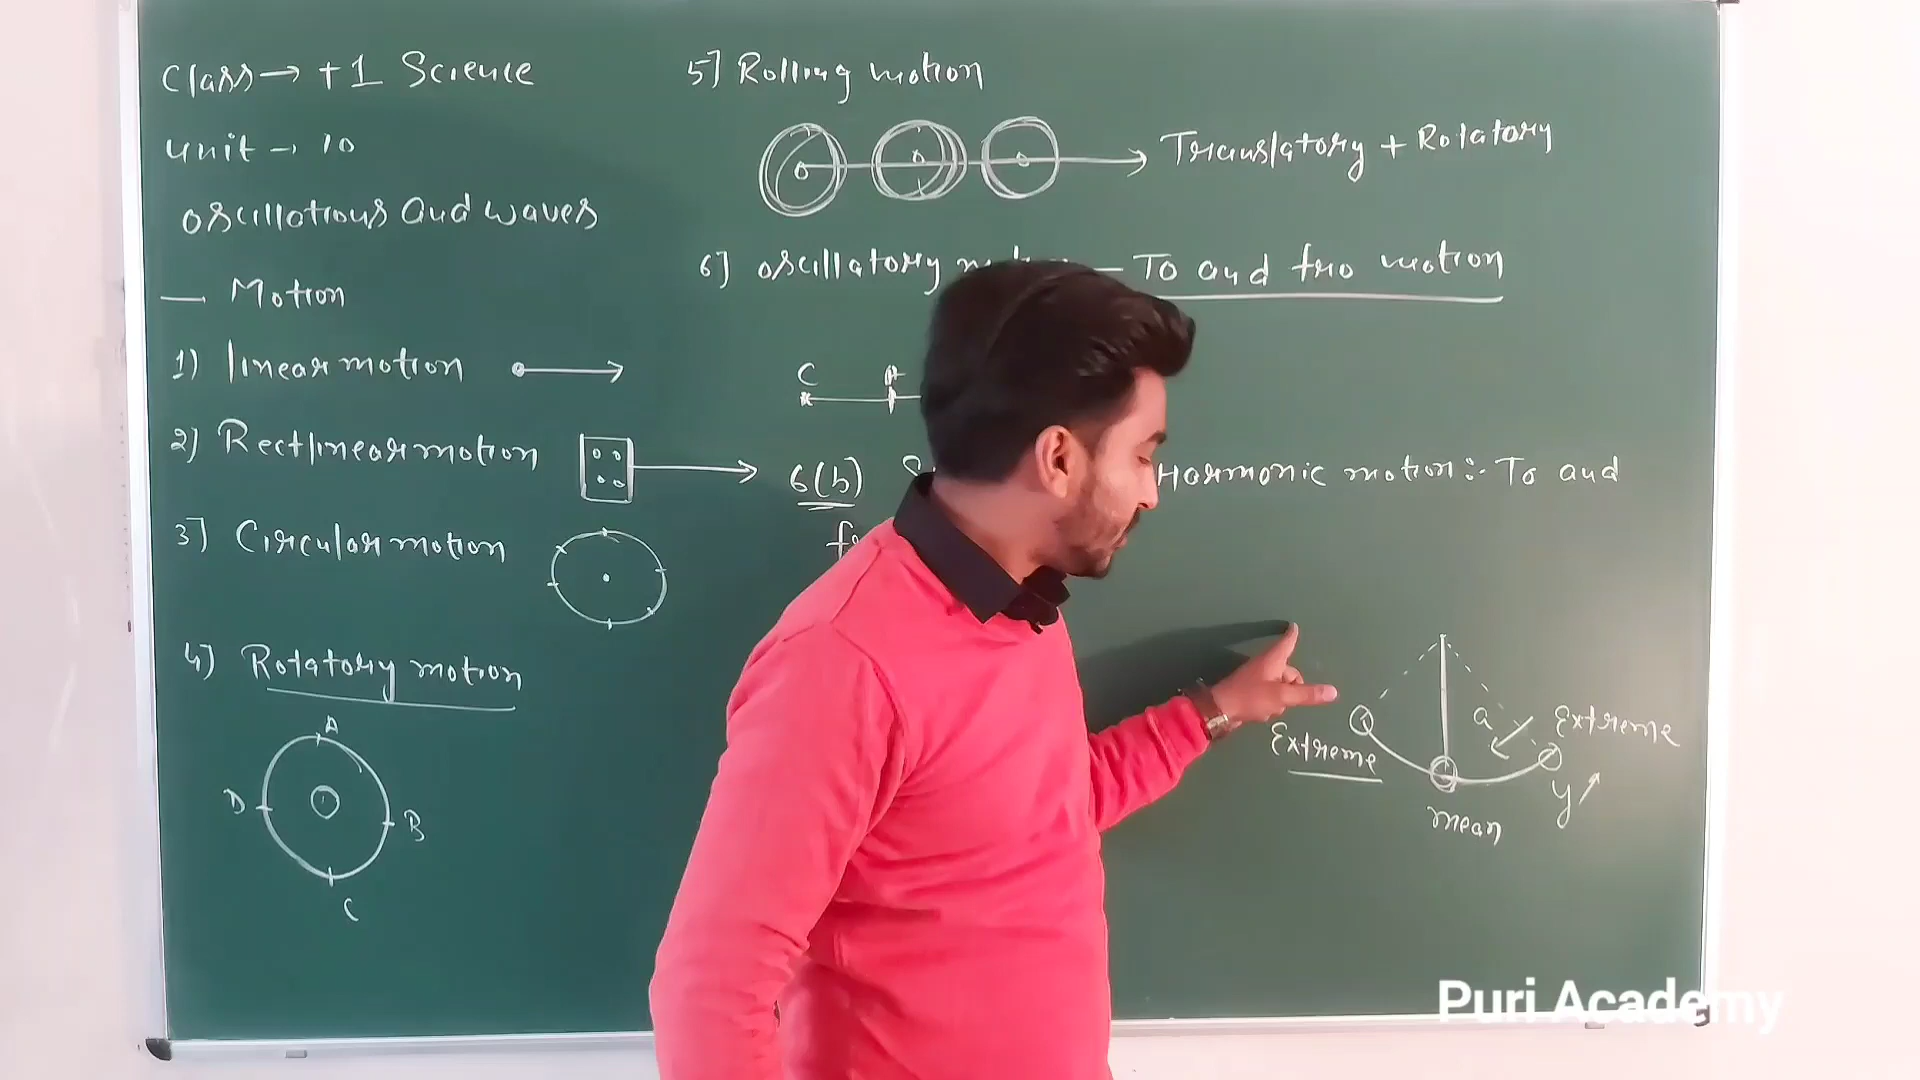 Class → +1 Science
Unit → 10
Oscillations and waves
— Motion
1) linear motion
2) Rectlinear motion
3] Circular motion
4) Rotatory motion
A
D
B
C
5] Rolling motion
Translatory + Rotatory
6] oscillatory — To and fro motion
C A
6(b) Harmonic motion :- To and
a
Extreme
Extreme
y
mean
Puri Academy